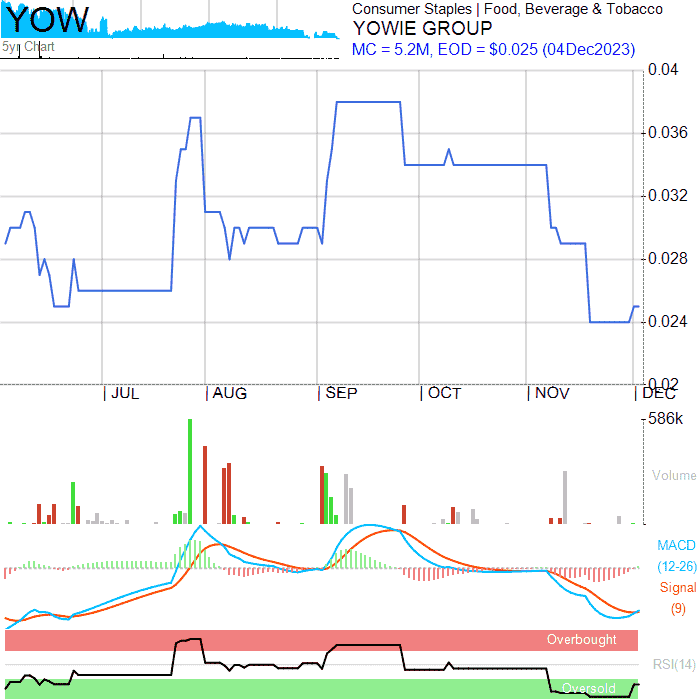 YOW
5yr Chart
Consumer Staples | Food, Beverage & Tobacco
YOWIE GROUP
MC = 5.2M, EOD = $0.025 (04Dec2023)
0.04
0.036
0.032
0.028
0.024
0.02
JUL AUG SEP OCT NOV DEC
586k
Volume
MACD
(12-26)
Signal
(9)
Overbought
RSI(14)
Oversold